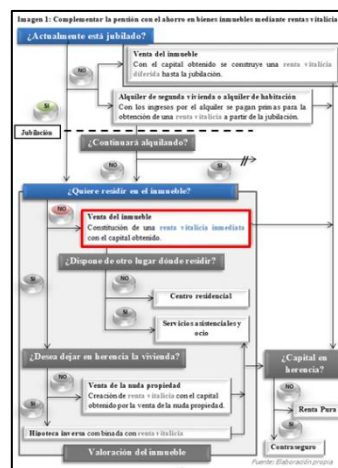 Imagen 1: Complementar la pensión con el ahorro en bienes inmuebles mediante rentas vitalicia
¿Actualmente está jubilado?
Venta del inmueble
Con el capital obtenido se construye una renta vitalicia
diferida hasta la jubilación.
NO
Alquiler de segunda vivienda o alquiler de habitación
Con los ingresos por el alquiler se pagan primas para la
obtención de una renta vitalicia a partir de la jubilación.
SI
Jubilación
¿Continuará alquilando?
NO
SI
¿Quiere residir en el inmueble?
NO
Venta del inmueble
Constitución de una renta vitalicia inmediata
con el capital obtenido.
¿Dispone de otro lugar dónde residir?
SI
NO
Centro residencial
SI
Servicios asistenciales y
ocio
¿Desea dejar en herencia la vivienda?
¿Capital en
herencia?
NO
Venta de la nuda propiedad
Creación de renta vitalicia con el capital
obtenido por la venta de la nuda propiedad.
NO
Renta Pura
SI
Hipoteca inversa combinada con renta vitalicia
SI
Contraseguro
Valoración del inmueble
Fuente: Elaboración propia